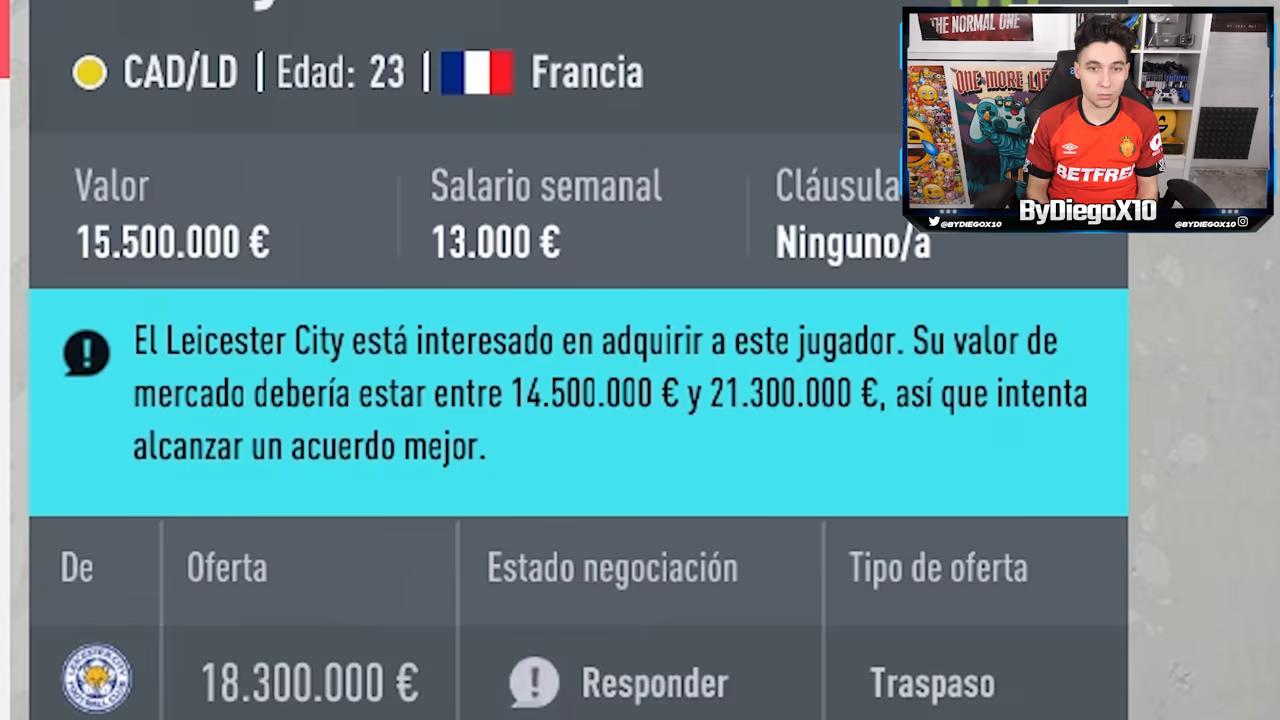 CAD/LD | Edad: 23 | Francia
Valor
15.500.000 €
Salario semanal
13.000 €
Cláusula
Ninguno/a
El Leicester City está interesado en adquirir a este jugador. Su valor de
mercado debería estar entre 14.500.000 € y 21.300.000 €, así que intenta
alcanzar un acuerdo mejor.
De Oferta Estado negociación Tipo de oferta
18.300.000 € Responder Traspaso
THE NORMAL ONE
ONE MORE
BETFRED
ByDiegoX10
@BYDIEGOX10
@BYDIEGOX10